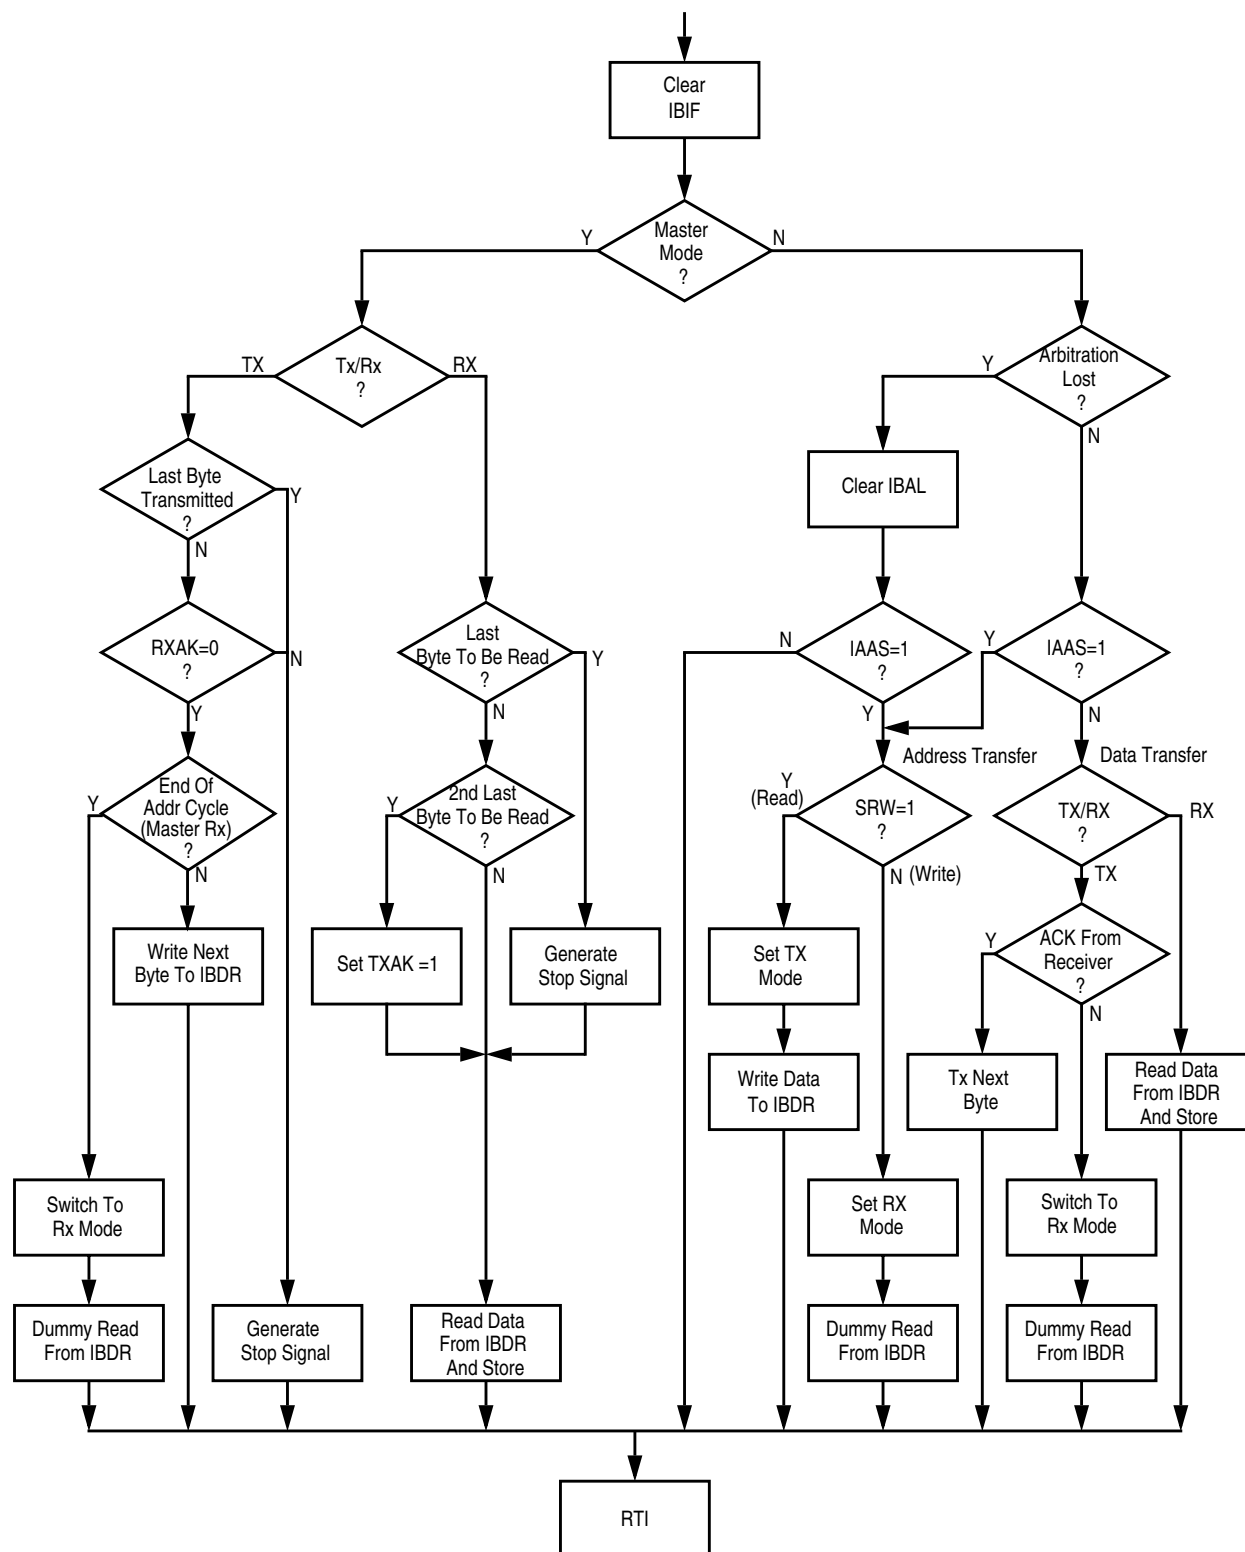 Clear
IBIF
Master
Mode
?
Y
N
Tx/Rx
?
TX
RX
Arbitration
Lost
?
Y
N
Last Byte
Transmitted
?
Y
N
Clear IBAL
RXAK=0
?
N
Y
Last
Byte To Be Read
?
Y
N
IAAS=1
?
N
Y
IAAS=1
?
Y
N
Address Transfer
Data Transfer
End Of
Addr Cycle
(Master Rx)
?
Y
N
2nd Last
Byte To Be Read
?
Y
N
Y
(Read)
SRW=1
?
N (Write)
TX/RX
?
RX
TX
Write Next
Byte To IBDR
Set TXAK =1
Generate
Stop Signal
Set TX
Mode
ACK From
Receiver
?
Y
N
Write Data
To IBDR
Tx Next
Byte
Read Data
From IBDR
And Store
Switch To
Rx Mode
Set RX
Mode
Switch To
Rx Mode
Dummy Read
From IBDR
Generate
Stop Signal
Read Data
From IBDR
And Store
Dummy Read
From IBDR
Dummy Read
From IBDR
RTI